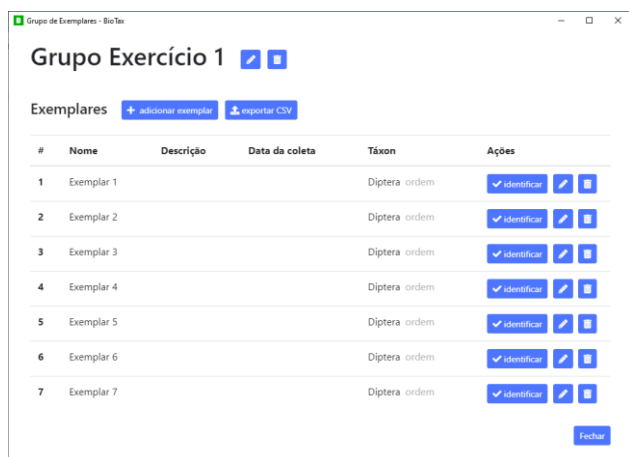 Grupo de Exemplares - BioTax
Grupo Exercício 1
Exemplares + adicionar exemplar exportar CSV
# Nome Descrição Data da coleta Táxon Ações
1 Exemplar 1 Diptera ordem identificar
2 Exemplar 2 Diptera ordem identificar
3 Exemplar 3 Diptera ordem identificar
4 Exemplar 4 Diptera ordem identificar
5 Exemplar 5 Diptera ordem identificar
6 Exemplar 6 Diptera ordem identificar
7 Exemplar 7 Diptera ordem identificar
Fechar